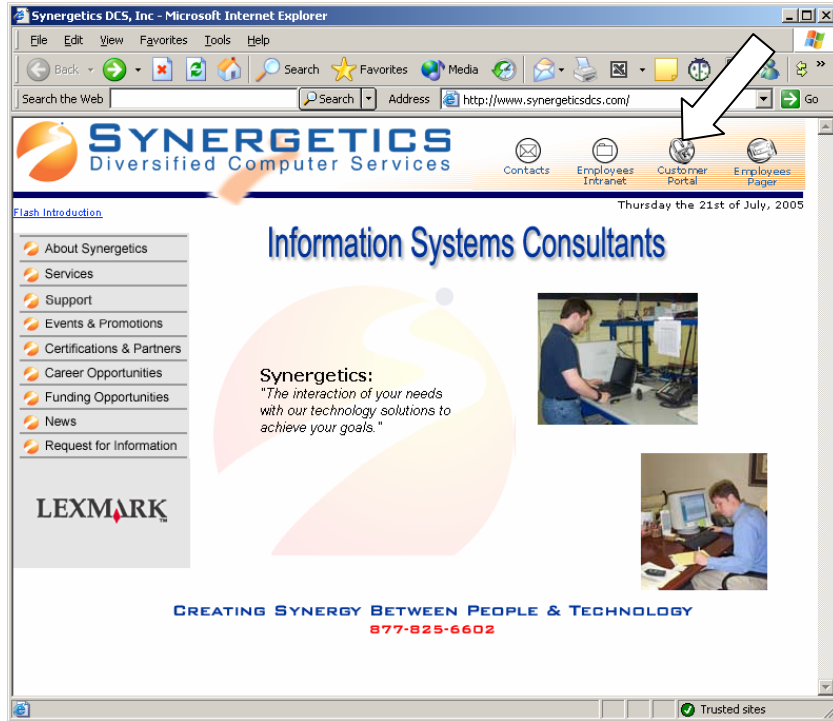 Synergetics DCS, Inc - Microsoft Internet Explorer
File Edit View Favorites Tools Help
Back Search Favorites Media
Search the Web Search Address http://www.synergeticsdcs.com/ Go
SYNERGETICS
Diversified Computer Services
Contacts
Employees
Intranet
Customer
Portal
Employees
Pager
Flash Introduction
Thursday the 21st of July, 2005
Information Systems Consultants
About Synergetics
Services
Support
Events & Promotions
Certifications & Partners
Career Opportunities
Funding Opportunities
News
Request for Information
LEXMARK™
Synergetics:
"The interaction of your needs
with our technology solutions to
achieve your goals."
CREATING SYNERGY BETWEEN PEOPLE & TECHNOLOGY
877-825-6602
Trusted sites